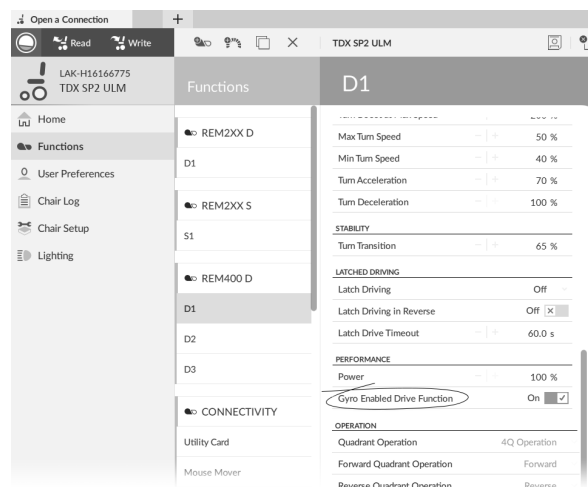 Open a Connection
+
Read
Write
TDX SP2 ULM
LAK-H16166775
TDX SP2 ULM
Home
Functions
User Preferences
Chair Log
Chair Setup
Lighting
Functions
REM2XX D
D1
REM2XX S
S1
REM400 D
D1
D2
D3
CONNECTIVITY
Utility Card
Mouse Mover
D1
Max Turn Speed - + 50 %
Min Turn Speed - + 40 %
Turn Acceleration - + 70 %
Turn Deceleration - + 100 %
STABILITY
Turn Transition - + 65 %
LATCHED DRIVING
Latch Driving Off
Latch Driving in Reverse Off
Latch Drive Timeout - + 60.0 s
PERFORMANCE
Power - + 100 %
Gyro Enabled Drive Function On
OPERATION
Quadrant Operation 4Q Operation
Forward Quadrant Operation Forward
Reverse Quadrant Operation Reverse